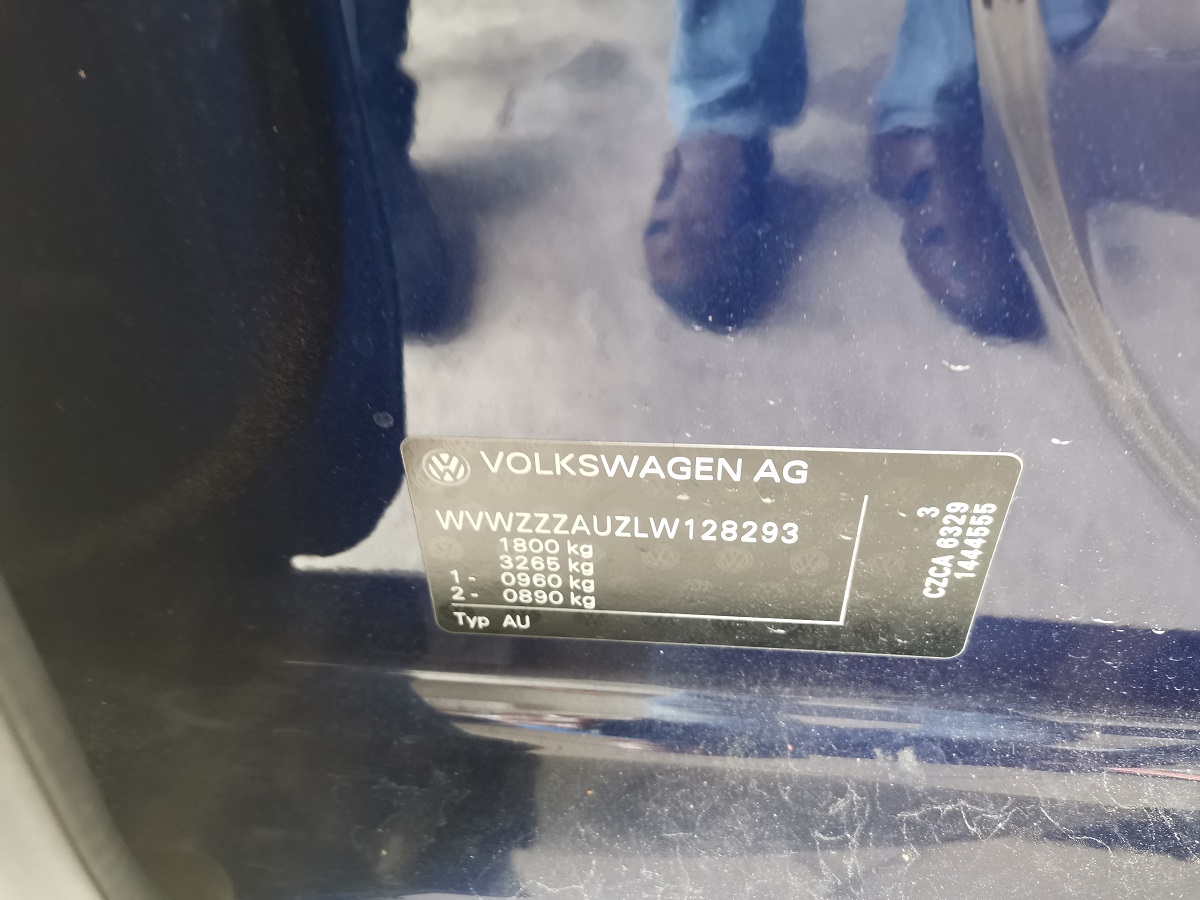 VOLKSWAGEN AG
WVWZZZAUZLW128293
1800 kg
3265 kg
1 - 0960 kg
2 - 0890 kg
Typ AU
3
CZCA 6329
1444555